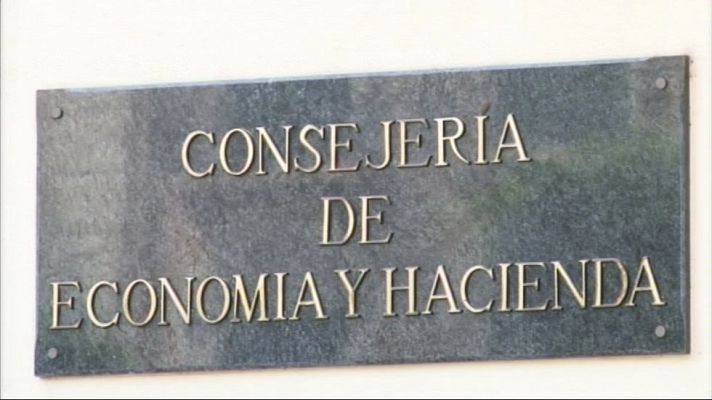 CONSEJERÍA
DE
ECONOMIA Y HACIENDA